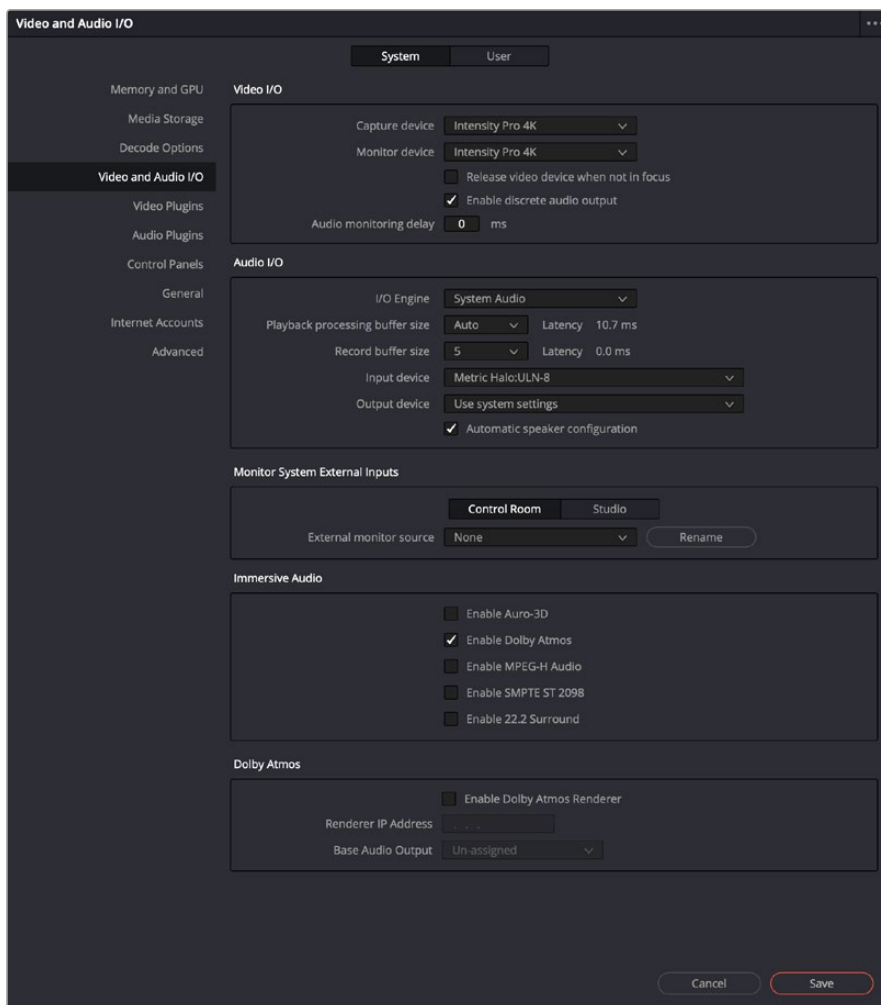 Video and Audio I/O
System User
Memory and GPU
Media Storage
Decode Options
Video and Audio I/O
Video Plugins
Audio Plugins
Control Panels
General
Internet Accounts
Advanced
Video I/O
Capture device Intensity Pro 4K
Monitor device Intensity Pro 4K
Release video device when not in focus
Enable discrete audio output
Audio monitoring delay 0 ms
Audio I/O
I/O Engine System Audio
Playback processing buffer size Auto Latency 10.7 ms
Record buffer size 5 Latency 0.0 ms
Input device Metric Halo:ULN-8
Output device Use system settings
Automatic speaker configuration
Monitor System External Inputs
Control Room Studio
External monitor source None Rename
Immersive Audio
Enable Auro-3D
Enable Dolby Atmos
Enable MPEG-H Audio
Enable SMPTE ST 2098
Enable 22.2 Surround
Dolby Atmos
Enable Dolby Atmos Renderer
Renderer IP Address . . .
Base Audio Output Un-assigned
Cancel Save